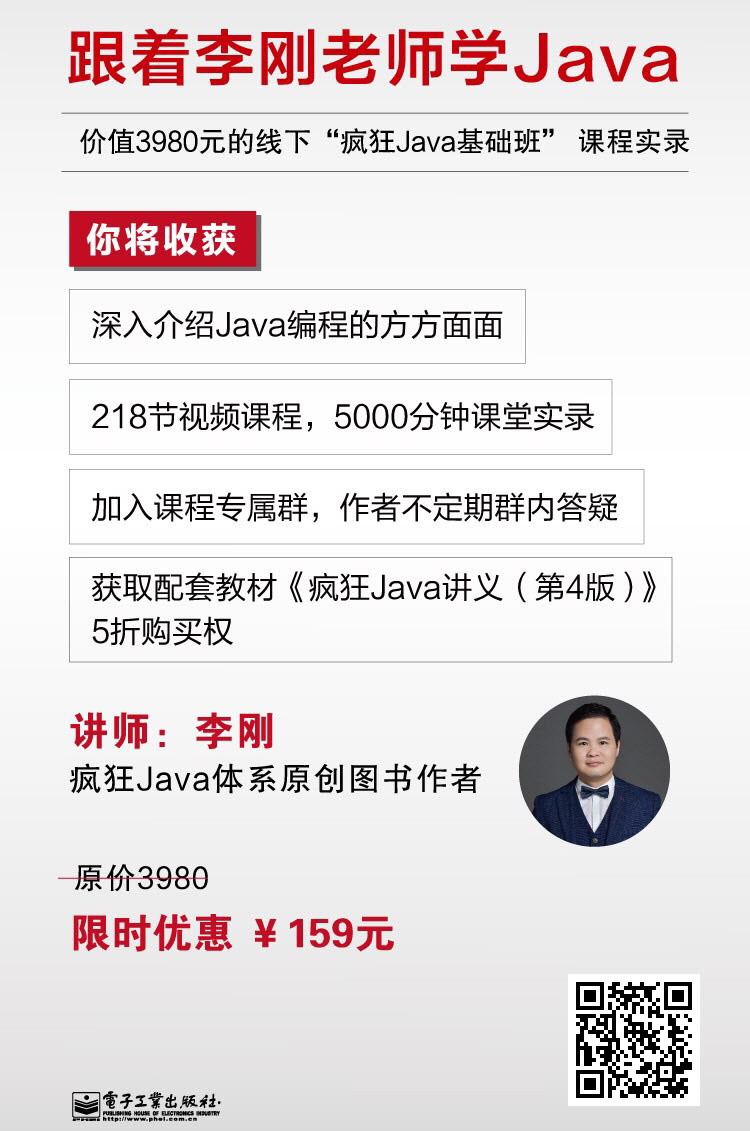 跟着李刚老师学Java
价值3980元的线下“疯狂Java基础班” 课程实录
你将收获
深入介绍Java编程的方方面面
218节视频课程，5000分钟课堂实录
加入课程专属群，作者不定期群内答疑
获取配套教材《疯狂Java讲义（第4版）》
5折购买权
讲师：李刚
疯狂Java体系原创图书作者
原价3980
限时优惠 ￥159元
電子工業出版社·
PUBLISHING HOUSE OF ELECTRONICS INDUSTRY
http://www.phei.com.cn